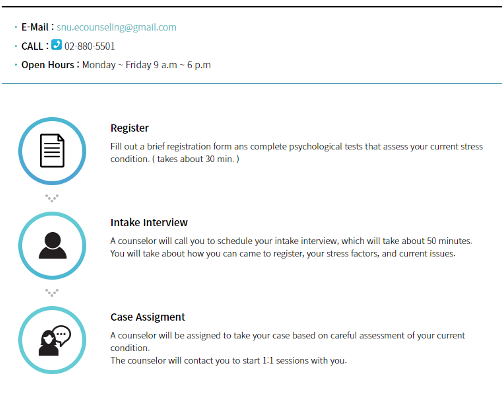 · E-Mail : snu.ecounseling@gmail.com
· CALL : 02-880-5501
· Open Hours : Monday ~ Friday 9 a.m ~ 6 p.m
Register
Fill out a brief registration form ans complete psychological tests that assess your current stress
condition. ( takes about 30 min. )
Intake Interview
A counselor will call you to schedule your intake interview, which will take about 50 minutes.
You will take about how you can came to register, your stress factors, and current issues.
Case Assigment
A counselor will be assigned to take your case based on careful assessment of your current
condition.
The counselor will contact you to start 1:1 sessions with you.